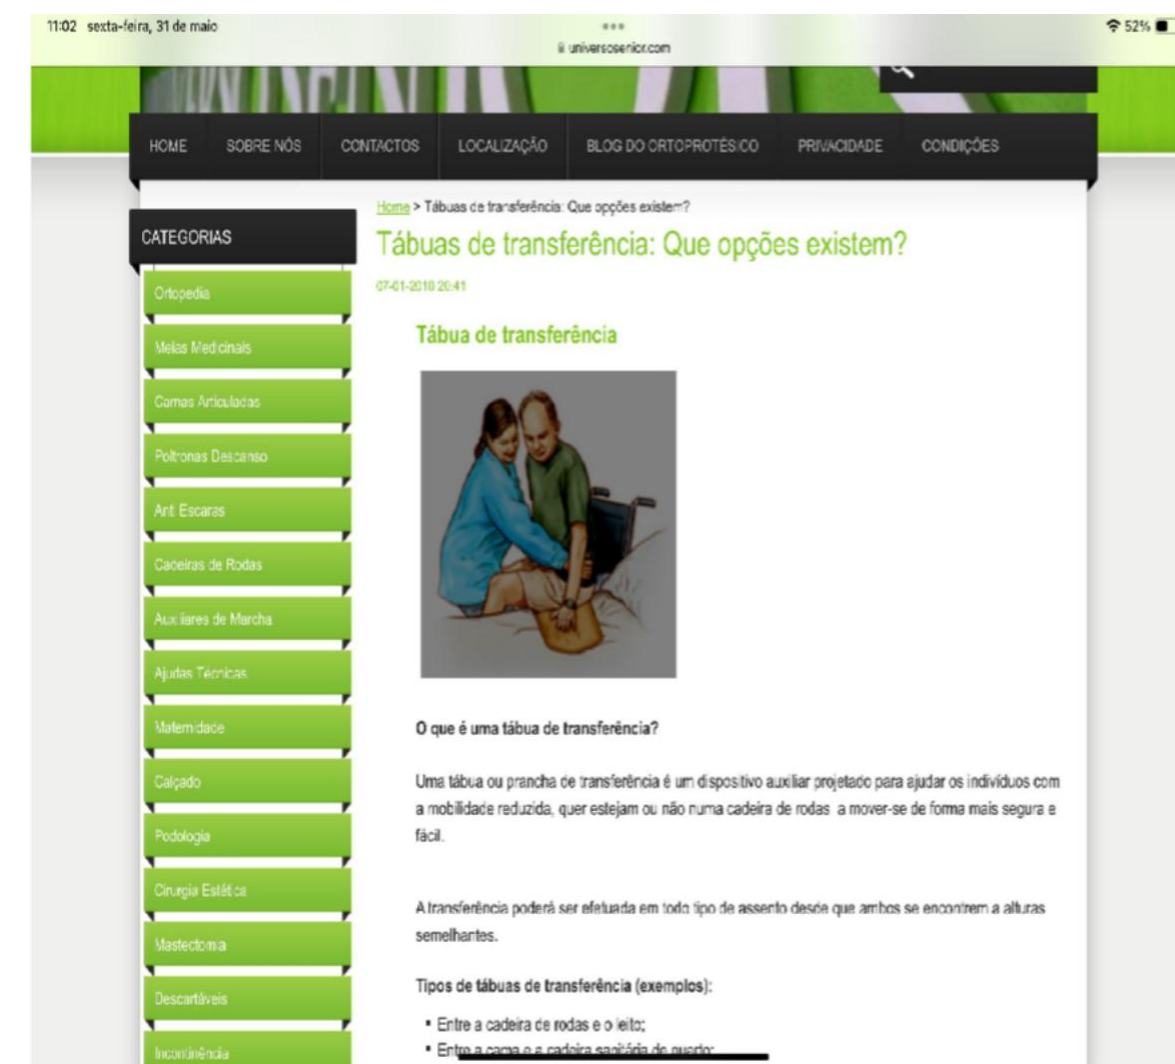 11:02 sexta-feira, 31 de maio
52%
universosenior.com
HOME SOBRE NÓS CONTACTOS LOCALIZAÇÃO BLOG DO ORTOPROTÉSICO PRIVACIDADE CONDIÇÕES
Home > Tábuas de transferência: Que opções existem?
CATEGORIAS
Ortopedia
Meias Medicinais
Camas Articuladas
Poltronas Descanso
Anti Escaras
Cadeiras de Rodas
Auxiliares de Marcha
Ajudas Técnicas
Maternidade
Calçado
Podologia
Cirurgia Estética
Mastectomia
Descartáveis
Incontinência
Tábuas de transferência: Que opções existem?
20:41
Tábua de transferência
O que é uma tábua de transferência?
Uma tábua ou prancha de transferência é um dispositivo auxiliar projetado para ajudar os indivíduos com
a mobilidade reduzida, quer estejam ou não numa cadeira de rodas a mover-se de forma mais segura e
fácil.
A transferência poderá ser efetuada em todo tipo de assento desde que ambos se encontrem a alturas
semelhantes.
Tipos de tábuas de transferência (exemplos):
▪ Entre a cadeira de rodas e o leito;
▪ Entre a cama e a cadeira sanitária de quarto;